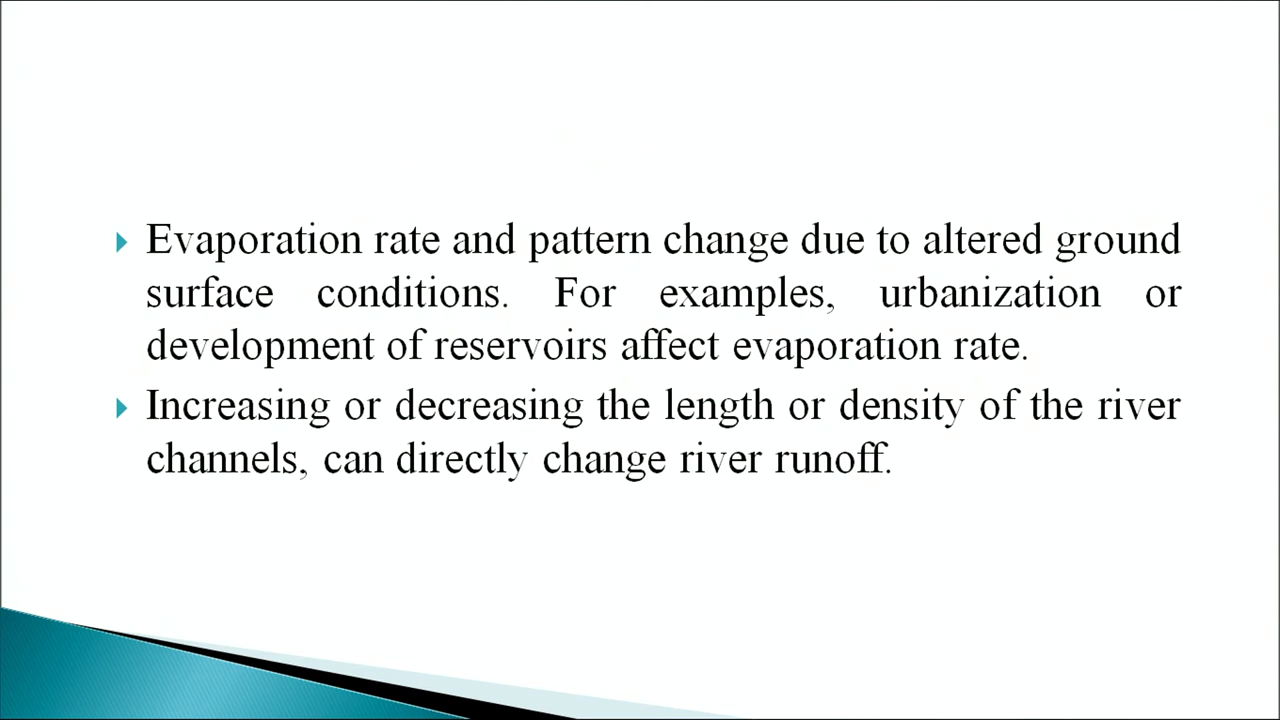 Evaporation rate and pattern change due to altered ground
surface conditions. For examples, urbanization or
development of reservoirs affect evaporation rate.
Increasing or decreasing the length or density of the river
channels, can directly change river runoff.